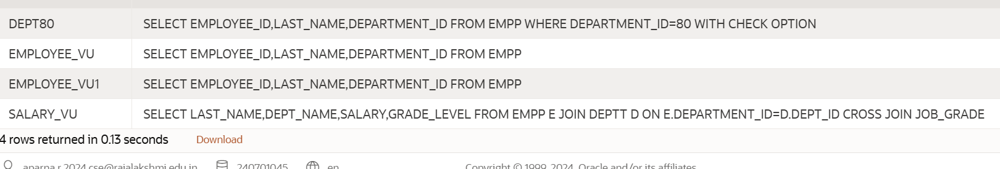 DEPT80 SELECT EMPLOYEE_ID,LAST_NAME,DEPARTMENT_ID FROM EMPP WHERE DEPARTMENT_ID=80 WITH CHECK OPTION
EMPLOYEE_VU SELECT EMPLOYEE_ID,LAST_NAME,DEPARTMENT_ID FROM EMPP
EMPLOYEE_VU1 SELECT EMPLOYEE_ID,LAST_NAME,DEPARTMENT_ID FROM EMPP
SALARY_VU SELECT LAST_NAME,DEPT_NAME,SALARY,GRADE_LEVEL FROM EMPP E JOIN DEPTT D ON E.DEPARTMENT_ID=D.DEPT_ID CROSS JOIN JOB_GRADE
4 rows returned in 0.13 seconds Download
aparna.r.2024.cse@rajalakshmi.edu.in 240701045 en Copyright © 1999, 2024, Oracle and/or its affiliates.